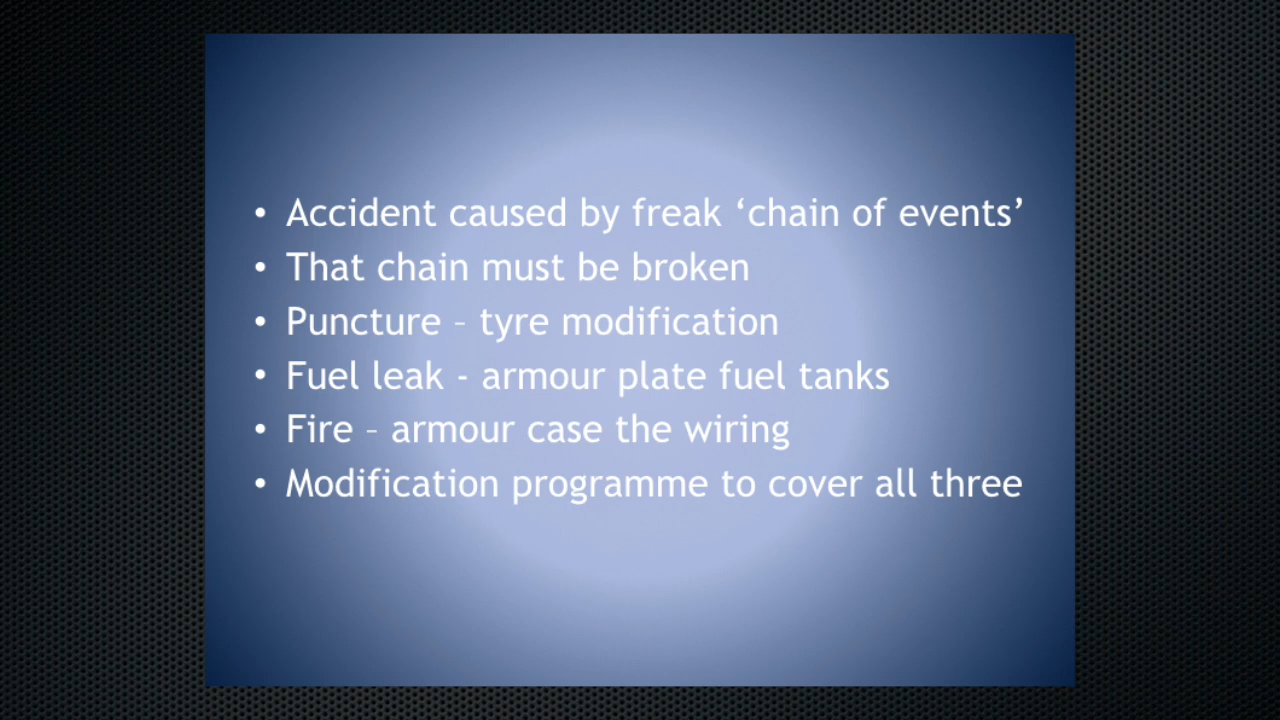 • Accident caused by freak ‘chain of events’
• That chain must be broken
• Puncture – tyre modification
• Fuel leak - armour plate fuel tanks
• Fire – armour case the wiring
• Modification programme to cover all three